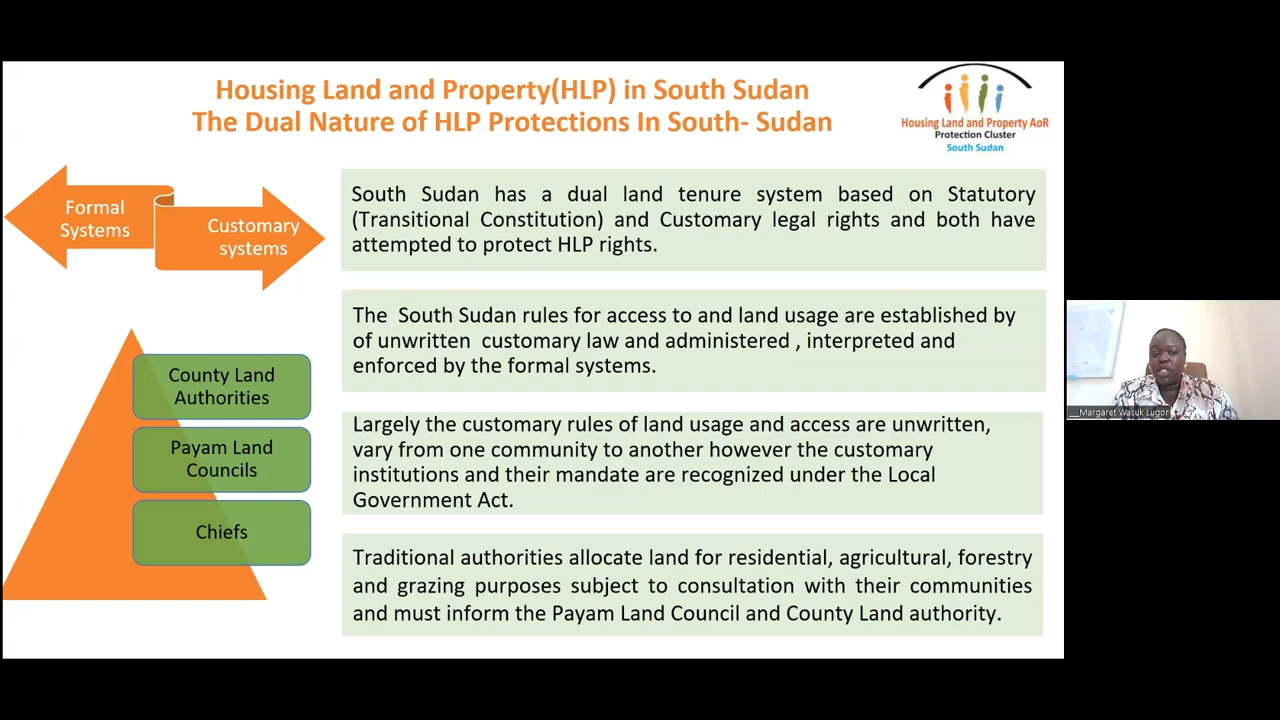 Housing Land and Property(HLP) in South Sudan
The Dual Nature of HLP Protections In South- Sudan
Housing Land and Property AoR
Protection Cluster
South Sudan
Formal
Systems
Customary
systems
South Sudan has a dual land tenure system based on Statutory
(Transitional Constitution) and Customary legal rights and both have
attempted to protect HLP rights.
The South Sudan rules for access to and land usage are established by
of unwritten customary law and administered , interpreted and
enforced by the formal systems.
County Land
Authorities
Payam Land
Councils
Chiefs
Largely the customary rules of land usage and access are unwritten,
vary from one community to another however the customary
institutions and their mandate are recognized under the Local
Government Act.
Traditional authorities allocate land for residential, agricultural, forestry
and grazing purposes subject to consultation with their communities
and must inform the Payam Land Council and County Land authority.
__Margaret Wasuk Lugor